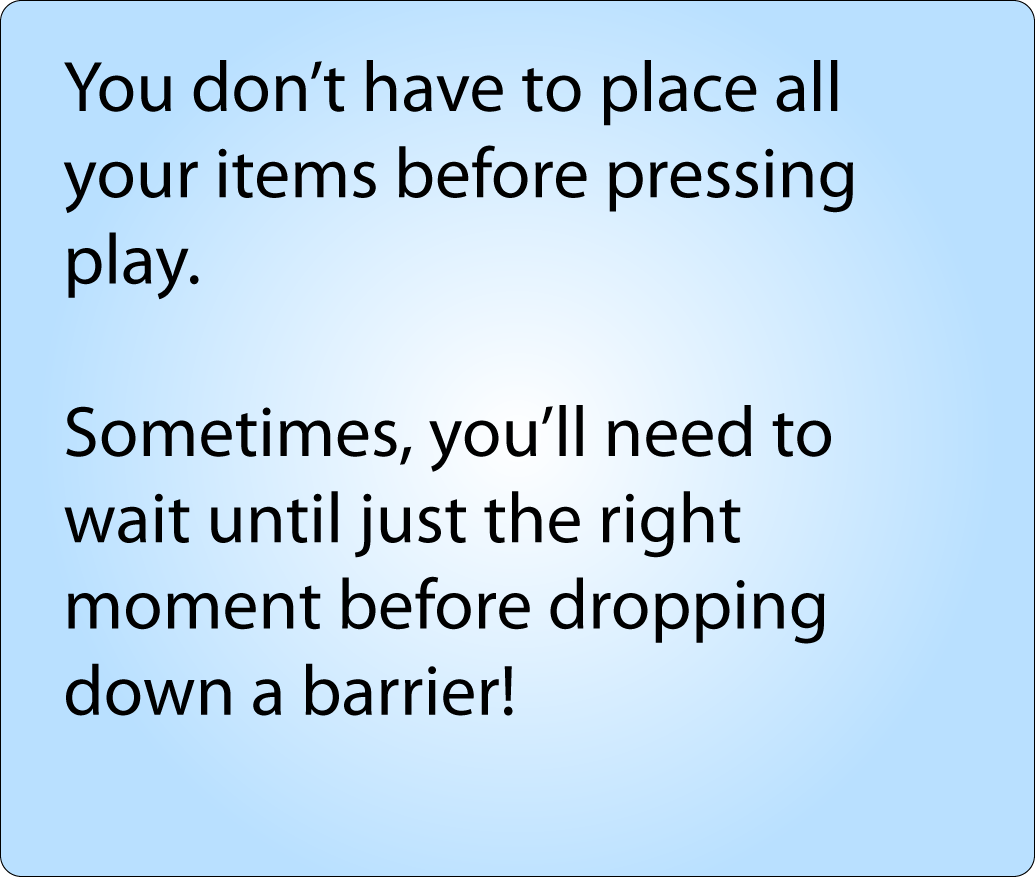 You don’t have to place all
your items before pressing
play.
Sometimes, you’ll need to
wait until just the right
moment before dropping
down a barrier!